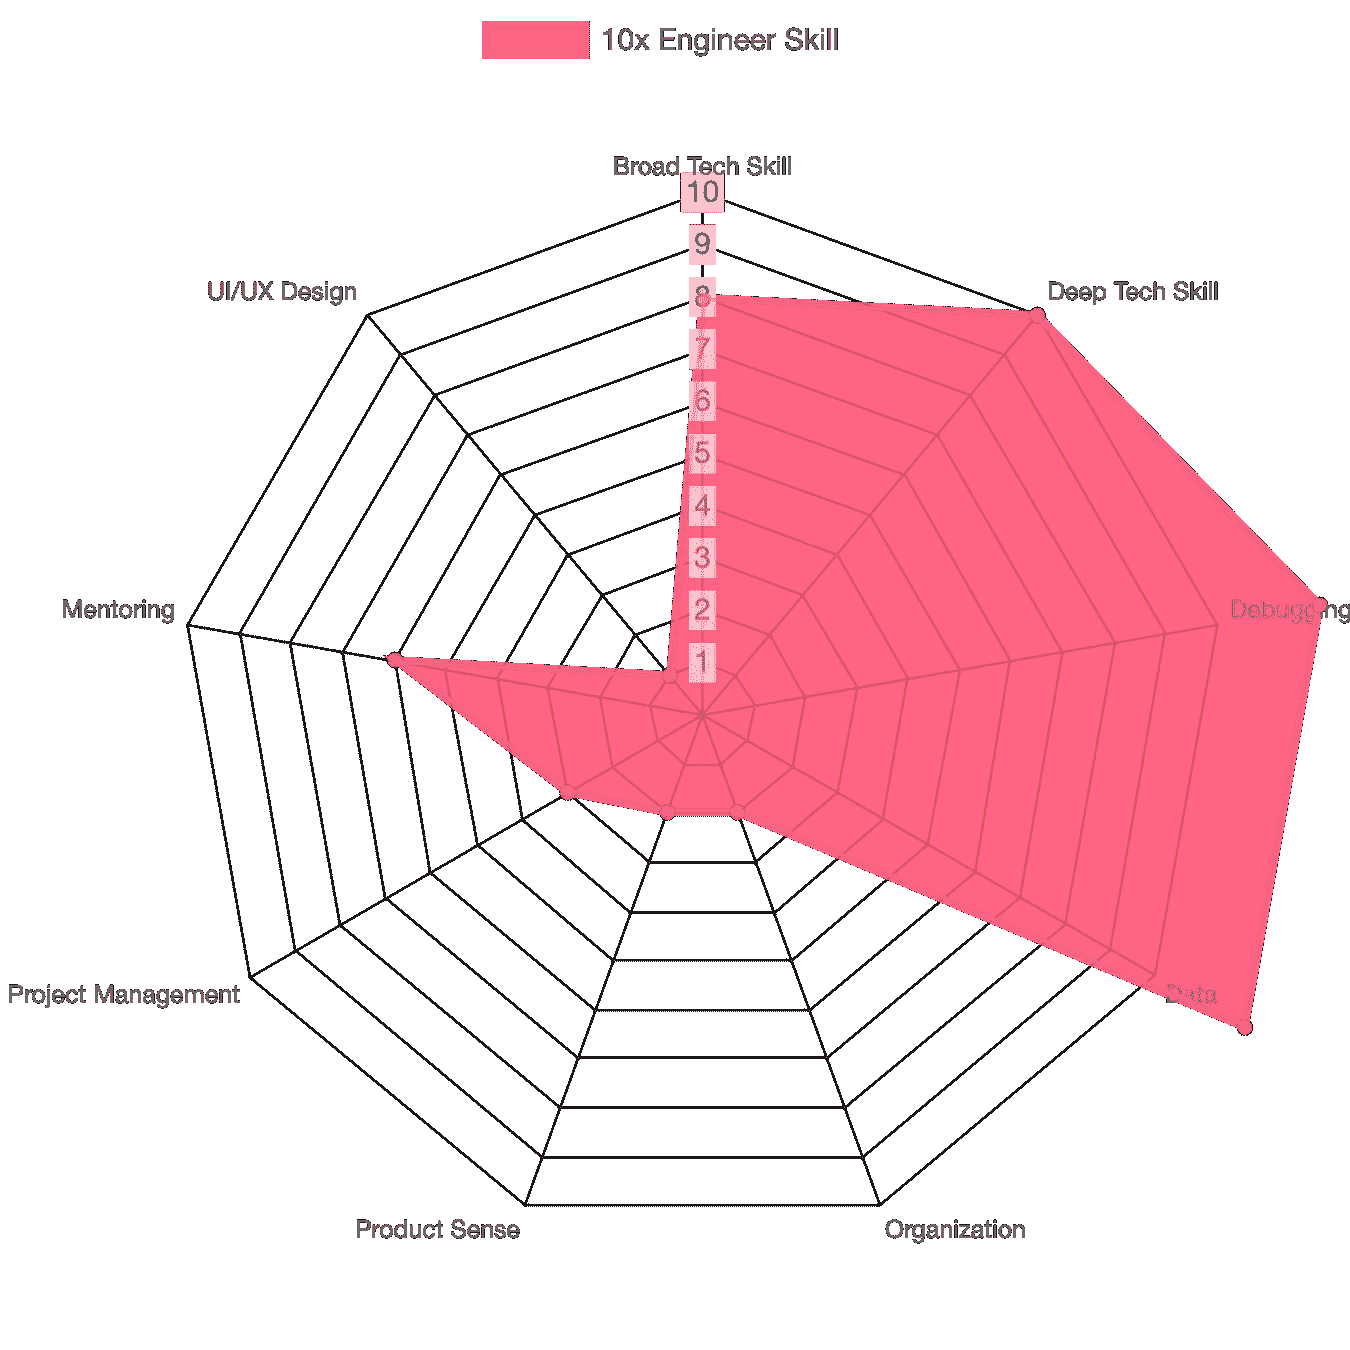 10x Engineer Skill
Broad Tech Skill
10
9
8
7
6
5
4
3
2
1
Deep Tech Skill
Debugging
Data
Organization
Product Sense
Project Management
Mentoring
UI/UX Design